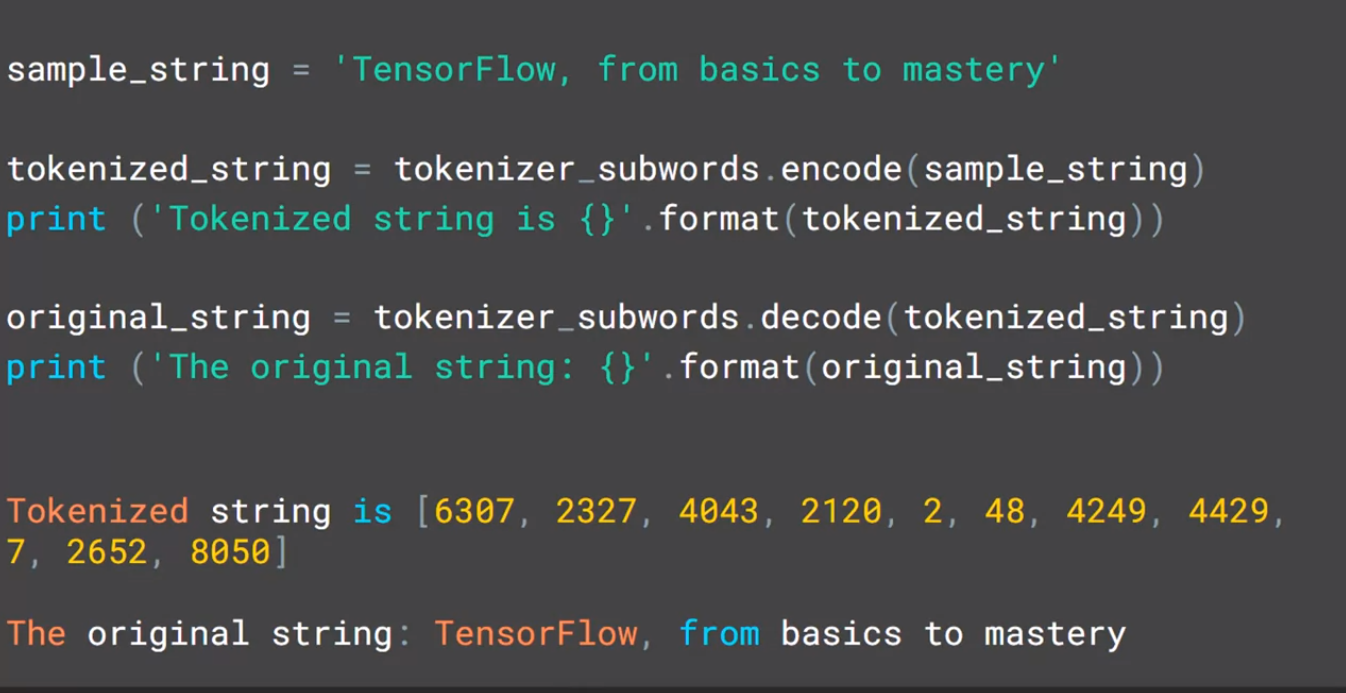 sample_string = 'TensorFlow, from basics to mastery'
tokenized_string = tokenizer_subwords.encode(sample_string)
print ('Tokenized string is {}'.format(tokenized_string))
original_string = tokenizer_subwords.decode(tokenized_string)
print ('The original string: {}'.format(original_string))
Tokenized string is [6307, 2327, 4043, 2120, 2, 48, 4249, 4429,
7, 2652, 8050]
The original string: TensorFlow, from basics to mastery